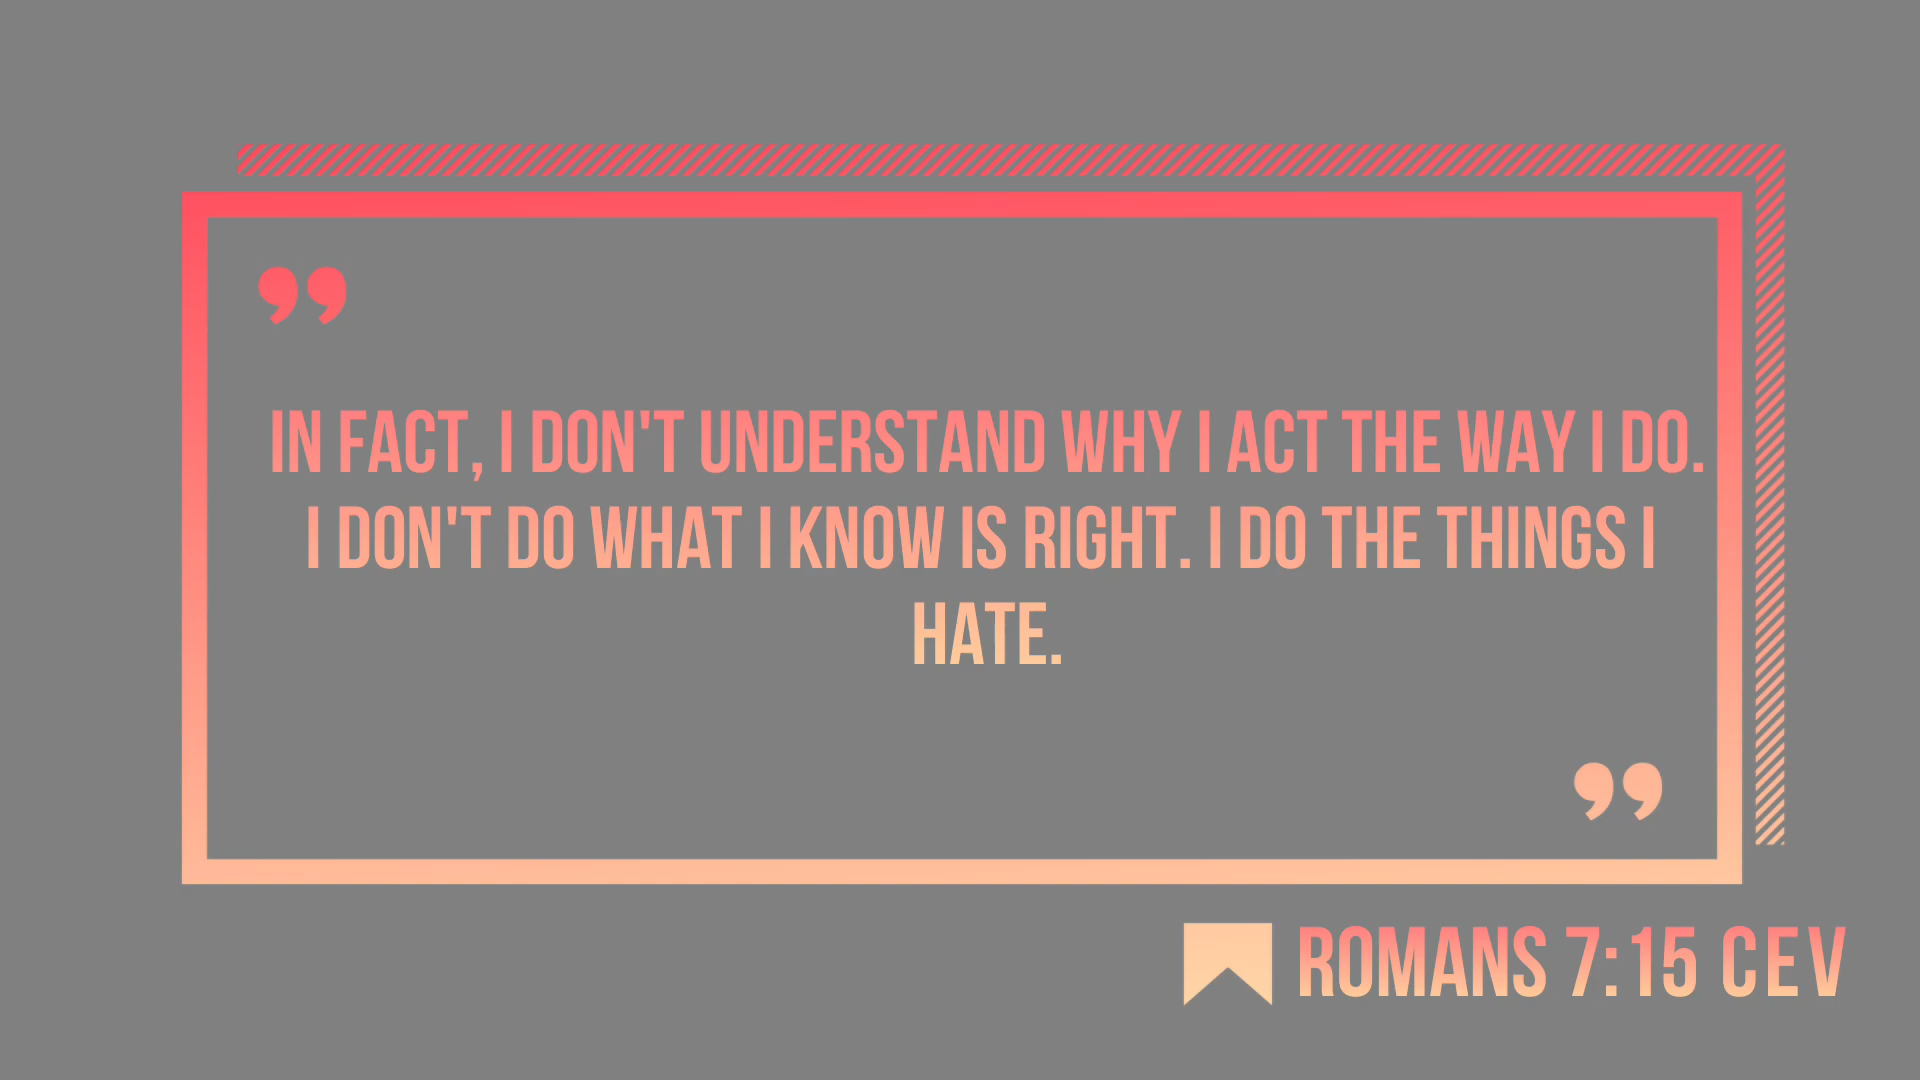 ”
IN FACT, I DON'T UNDERSTAND WHY I ACT THE WAY I DO.
I DON'T DO WHAT I KNOW IS RIGHT. I DO THE THINGS I
HATE.
”
ROMANS 7:15 CEV